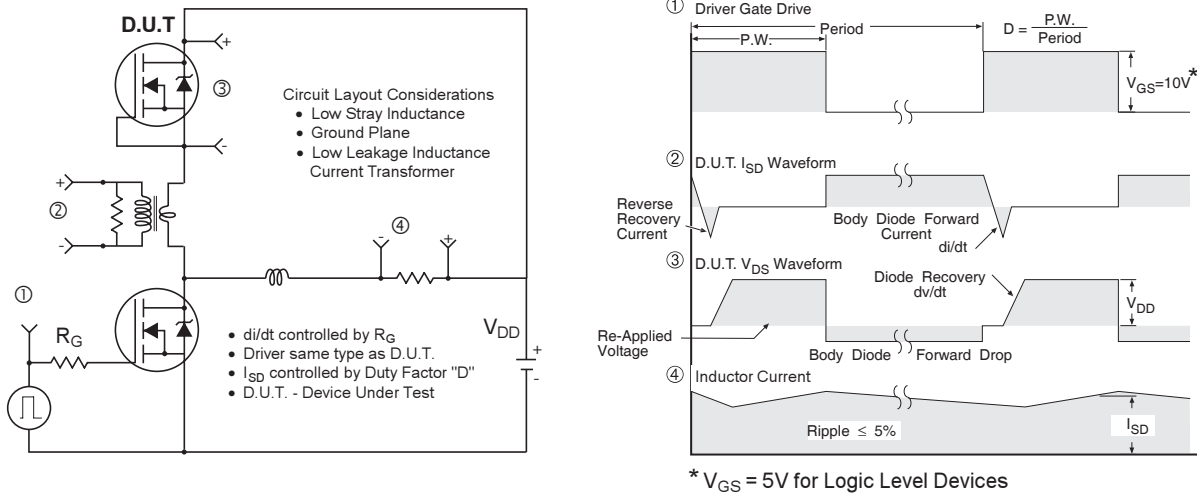 D.U.T
+
③
-
Circuit Layout Considerations
• Low Stray Inductance
• Ground Plane
• Low Leakage Inductance
Current Transformer
+
②
-
④
-
+
①
R_G
V_DD
+
-
• di/dt controlled by R_G
• Driver same type as D.U.T.
• I_SD controlled by Duty Factor "D"
• D.U.T. - Device Under Test
① Driver Gate Drive
P.W.
Period
D = P.W. / Period
V_GS=10V*
② D.U.T. I_SD Waveform
Reverse
Recovery
Current
Body Diode Forward
Current
di/dt
③ D.U.T. V_DS Waveform
Diode Recovery
dv/dt
V_DD
Re-Applied
Voltage
Body Diode Forward Drop
④ Inductor Current
Ripple ≤ 5%
I_SD
* V_GS = 5V for Logic Level Devices